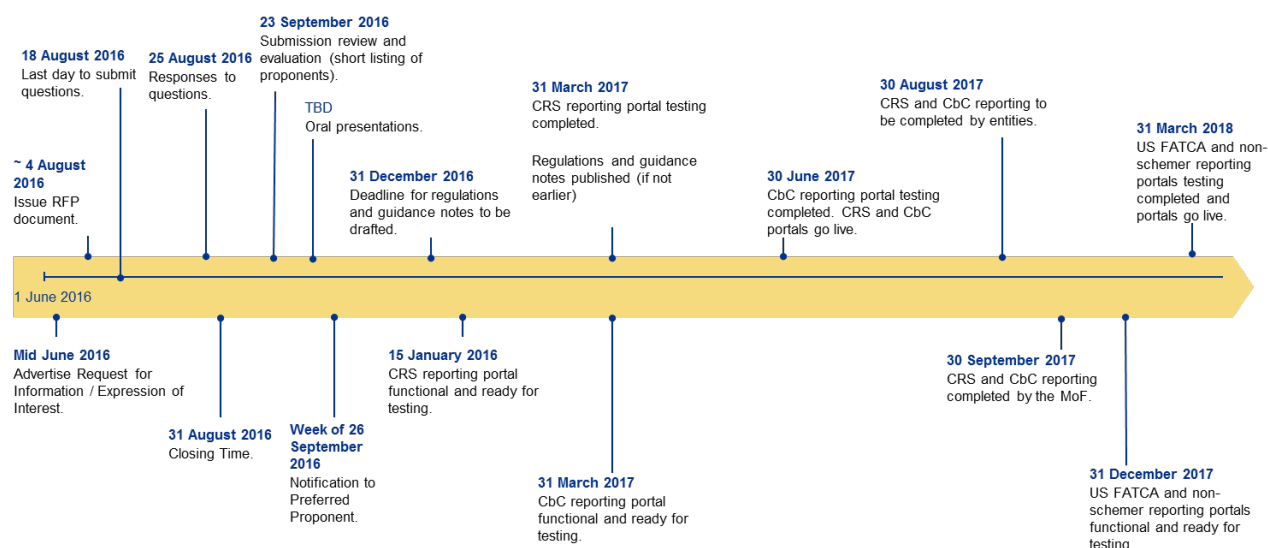 18 August 2016
Last day to submit
questions.
25 August 2016
Responses to
questions.
23 September 2016
Submission review and
evaluation (short listing of
proponents).
TBD
Oral presentations.
~ 4 August
2016
Issue RFP
document.
31 December 2016
Deadline for regulations
and guidance notes to be
drafted.
31 March 2017
CRS reporting portal testing
completed.
Regulations and guidance
notes published (if not
earlier)
30 June 2017
CbC reporting portal testing
completed. CRS and CbC
portals go live.
30 August 2017
CRS and CbC reporting to
be completed by entities.
31 March 2018
US FATCA and non-
schemer reporting
portals testing
completed and
portals go live.
1 June 2016
Mid June 2016
Advertise Request for
Information / Expression of
Interest.
31 August 2016
Closing Time.
Week of 26
September
2016
Notification to
Preferred
Proponent.
15 January 2016
CRS reporting portal
functional and ready for
testing.
31 March 2017
CbC reporting portal
functional and ready for
testing.
30 September 2017
CRS and CbC reporting
completed by the MoF.
31 December 2017
US FATCA and non-
schemer reporting portals
functional and ready for
testing